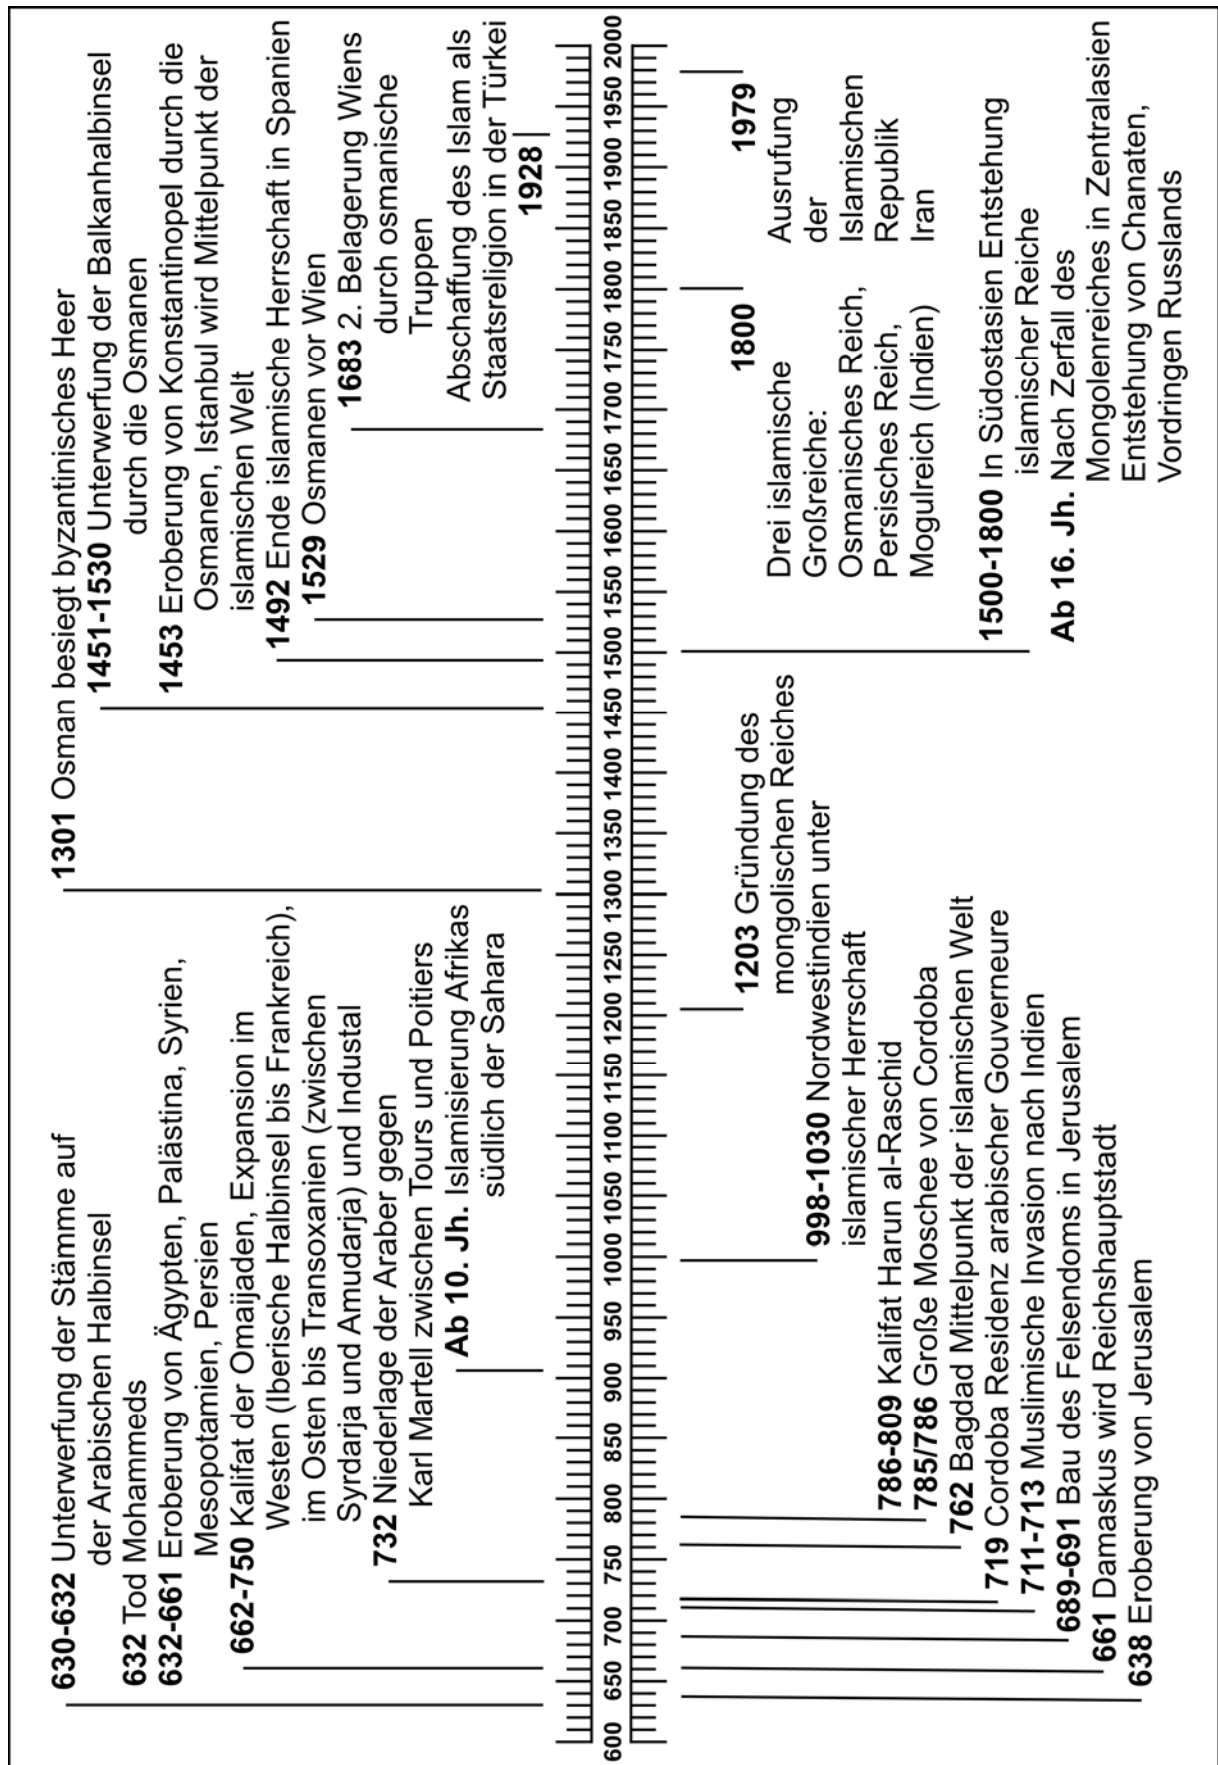 630-632 Unterwerfung der Stämme auf
der Arabischen Halbinsel
632 Tod Mohammeds
632-661 Eroberung von Ägypten, Palästina, Syrien,
Mesopotamien, Persien
662-750 Kalifat der Omaijaden, Expansion im
Westen (Iberische Halbinsel bis Frankreich),
im Osten bis Transoxanien (zwischen
Syrdarja und Amudarja) und Industal
732 Niederlage der Araber gegen
Karl Martell zwischen Tours und Poitiers
Ab 10. Jh. Islamisierung Afrikas
südlich der Sahara
1301 Osman besiegt byzantinisches Heer
1451-1530 Unterwerfung der Balkanhalbinsel
durch die Osmanen
1453 Eroberung von Konstantinopel durch die
Osmanen, Istanbul wird Mittelpunkt der
islamischen Welt
1492 Ende islamische Herrschaft in Spanien
1529 Osmanen vor Wien
1683 2. Belagerung Wiens
durch osmanische
Truppen
Abschaffung des Islam als
Staatsreligion in der Türkei
1928
600 650 700 750 800 850 900 950 1000 1050 1100 1150 1200 1250 1300 1350 1400 1450 1500 1550 1600 1650 1700 1750 1800 1850 1900 1950 2000
1203 Gründung des
mongolischen Reiches
998-1030 Nordwestindien unter
islamischer Herrschaft
786-809 Kalifat Harun al-Raschid
785/786 Große Moschee von Cordoba
762 Bagdad Mittelpunkt der islamischen Welt
719 Cordoba Residenz arabischer Gouverneure
711-713 Muslimische Invasion nach Indien
689-691 Bau des Felsendoms in Jerusalem
661 Damaskus wird Reichshauptstadt
638 Eroberung von Jerusalem
1800
Drei islamische
Großreiche:
Osmanisches Reich,
Persisches Reich,
Mogulreich (Indien)
1979
Ausrufung
der
Islamischen
Republik
Iran
1500-1800 In Südostasien Entstehung
islamischer Reiche
Ab 16. Jh. Nach Zerfall des
Mongolenreiches in Zentralasien
Entstehung von Chanaten,
Vordringen Russlands